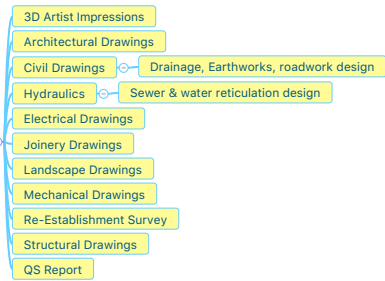 3D Artist Impressions
Architectural Drawings
Civil Drawings
Drainage, Earthworks, roadwork design
Hydraulics
Sewer & water reticulation design
Electrical Drawings
Joinery Drawings
Landscape Drawings
Mechanical Drawings
Re-Establishment Survey
Structural Drawings
QS Report